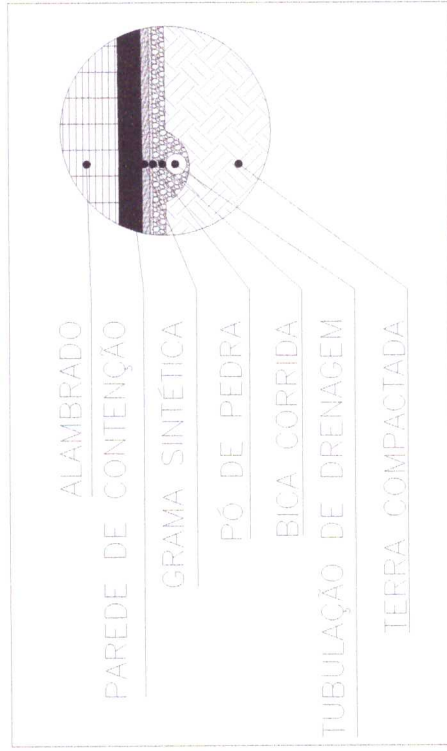 ALAMBRADO
PAREDE DE CONTENÇÃO
GRAMA SINTÉTICA
PÓ DE PEDRA
BICA CORRIDA
TUBULAÇÃO DE DRENAGEM
TERRA COMPACTADA